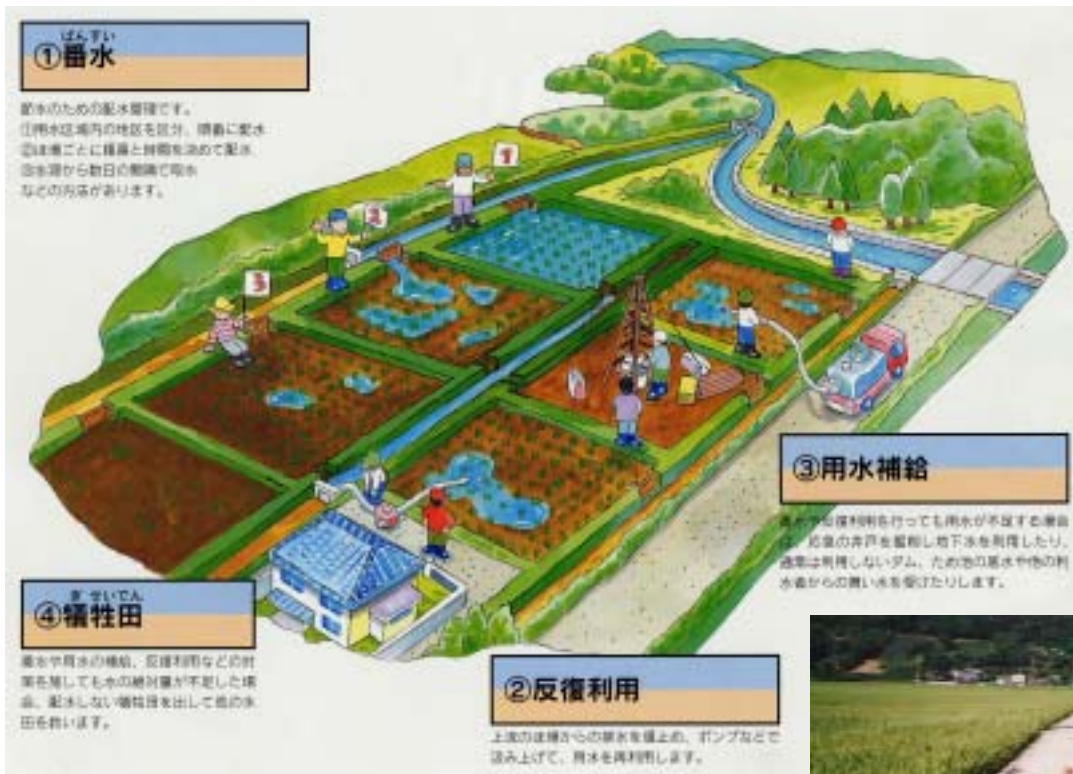 ばんすい
①番水
節水のための配水管理です。
①用水区域内の地区を区分、順番に配水
②ほ場ごとに順番と時間を決めて配水
③水源から数日の間隔で取水
などの方法があります。
1
2
3
③用水補給
番水や反復利用を行っても用水が不足する場合
は、応急の井戸を掘削し地下水を利用したり、
通常は利用しないダム、ため池の底水や他の利
水者からの貰い水を受けたりします。
ぎせいでん
④犠牲田
番水や用水の補給、反復利用などの対
策を施しても水の絶対量が不足した場
合、配水しない犠牲田を出して他の水
田を救います。
②反復利用
上流のほ場からの排水を堰止め、ポンプなどで
汲み上げて、用水を再利用します。